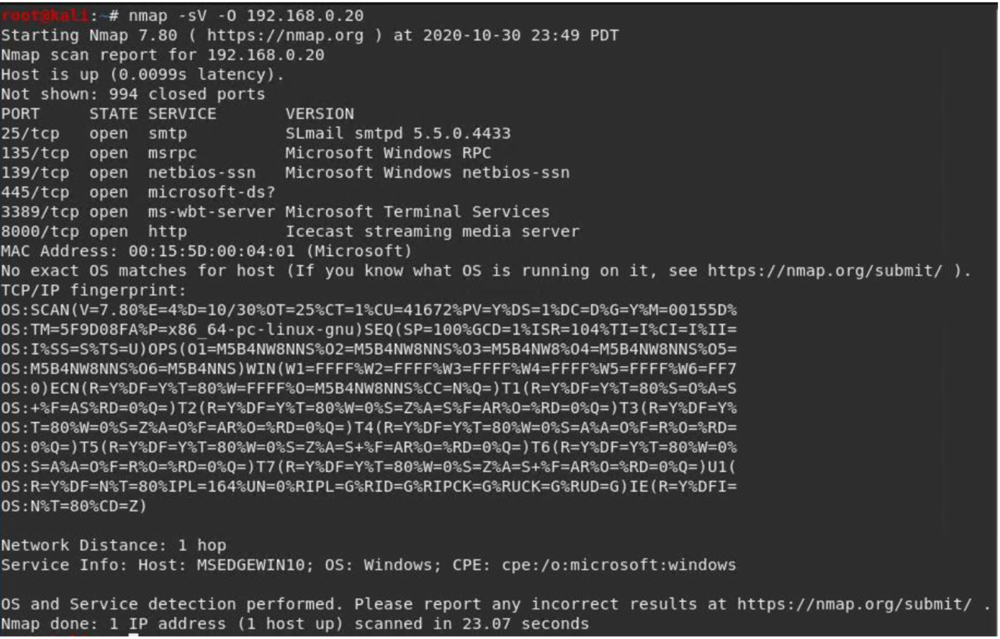 root@kali:~# nmap -sV -O 192.168.0.20
Starting Nmap 7.80 ( https://nmap.org ) at 2020-10-30 23:49 PDT
Nmap scan report for 192.168.0.20
Host is up (0.0099s latency).
Not shown: 994 closed ports
PORT     STATE SERVICE       VERSION
25/tcp   open  smtp          SLmail smtpd 5.5.0.4433
135/tcp  open  msrpc         Microsoft Windows RPC
139/tcp  open  netbios-ssn   Microsoft Windows netbios-ssn
445/tcp  open  microsoft-ds?
3389/tcp open  ms-wbt-server Microsoft Terminal Services
8000/tcp open  http          Icecast streaming media server
MAC Address: 00:15:5D:00:04:01 (Microsoft)
No exact OS matches for host (If you know what OS is running on it, see https://nmap.org/submit/ ).
TCP/IP fingerprint:
OS:SCAN(V=7.80%E=4%D=10/30%OT=25%CT=1%CU=41672%PV=Y%DS=1%DC=D%G=Y%M=00155D%
OS:TM=5F9D08FA%P=x86_64-pc-linux-gnu)SEQ(SP=100%GCD=1%ISR=104%TI=I%CI=I%II=
OS:I%SS=S%TS=U)OPS(O1=M5B4NW8NNS%O2=M5B4NW8NNS%O3=M5B4NW8%O4=M5B4NW8NNS%O5=
OS:M5B4NW8NNS%O6=M5B4NNS)WIN(W1=FFFF%W2=FFFF%W3=FFFF%W4=FFFF%W5=FFFF%W6=FF7
OS:0)ECN(R=Y%DF=Y%T=80%W=FFFF%O=M5B4NW8NNS%CC=N%Q=)T1(R=Y%DF=Y%T=80%S=O%A=S
OS:+%F=AS%RD=0%Q=)T2(R=Y%DF=Y%T=80%W=0%S=Z%A=S%F=AR%O=%RD=0%Q=)T3(R=Y%DF=Y%
OS:T=80%W=0%S=Z%A=O%F=AR%O=%RD=0%Q=)T4(R=Y%DF=Y%T=80%W=0%S=A%A=O%F=R%O=%RD=
OS:0%Q=)T5(R=Y%DF=Y%T=80%W=0%S=Z%A=S+%F=AR%O=%RD=0%Q=)T6(R=Y%DF=Y%T=80%W=0%
OS:S=A%A=O%F=R%O=%RD=0%Q=)T7(R=Y%DF=Y%T=80%W=0%S=Z%A=S+%F=AR%O=%RD=0%Q=)U1(
OS:R=Y%DF=N%T=80%IPL=164%UN=0%RIPL=G%RID=G%RIPCK=G%RUCK=G%RUD=G)IE(R=Y%DFI=
OS:N%T=80%CD=Z)
Network Distance: 1 hop
Service Info: Host: MSEDGEWIN10; OS: Windows; CPE: cpe:/o:microsoft:windows
OS and Service detection performed. Please report any incorrect results at https://nmap.org/submit/ .
Nmap done: 1 IP address (1 host up) scanned in 23.07 seconds